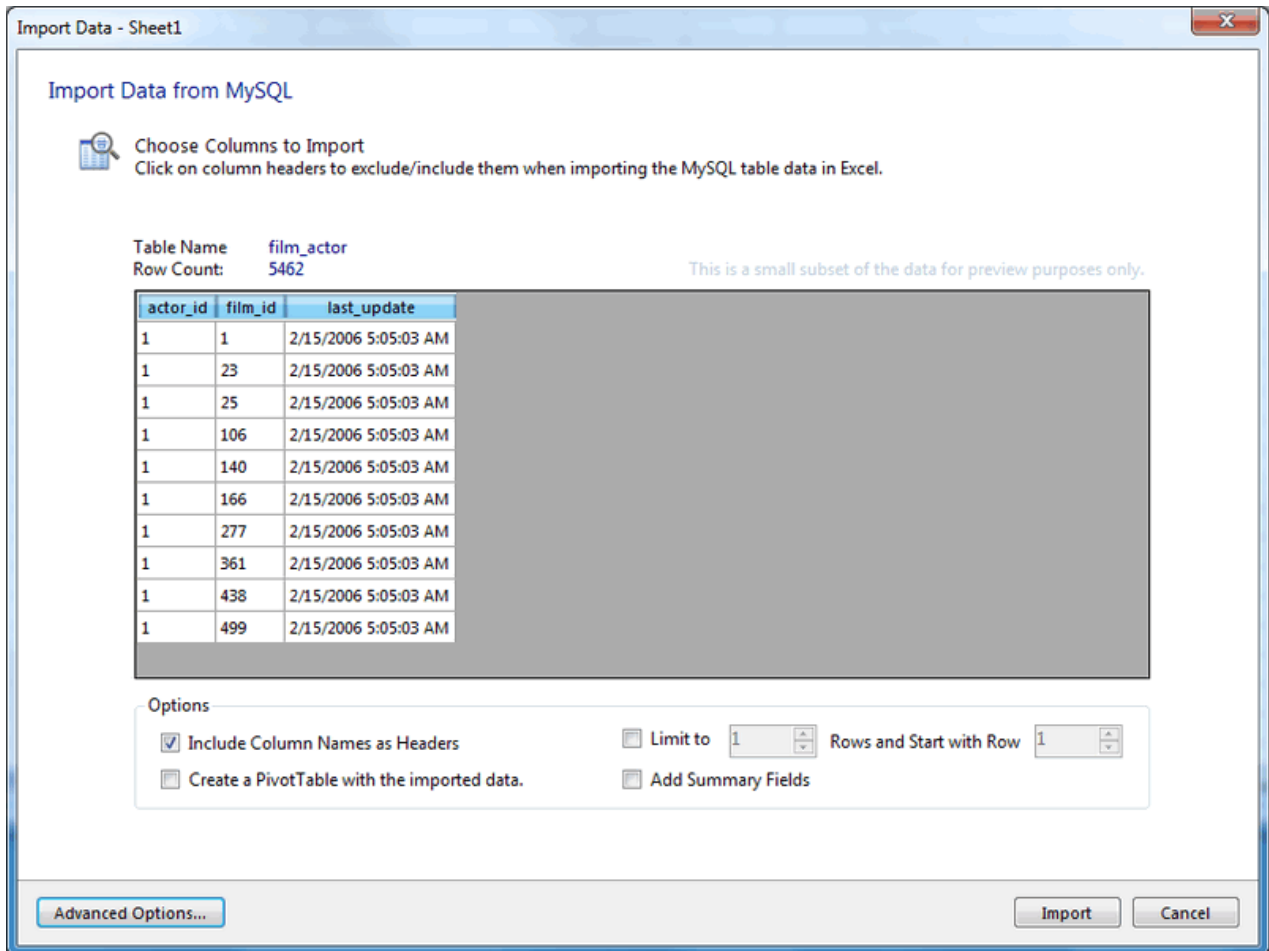 Import Data - Sheet1
Import Data from MySQL
Choose Columns to Import
Click on column headers to exclude/include them when importing the MySQL table data in Excel.
Table Name film_actor
Row Count: 5462 This is a small subset of the data for preview purposes only.
actor_id film_id last_update
1 1 2/15/2006 5:05:03 AM
1 23 2/15/2006 5:05:03 AM
1 25 2/15/2006 5:05:03 AM
1 106 2/15/2006 5:05:03 AM
1 140 2/15/2006 5:05:03 AM
1 166 2/15/2006 5:05:03 AM
1 277 2/15/2006 5:05:03 AM
1 361 2/15/2006 5:05:03 AM
1 438 2/15/2006 5:05:03 AM
1 499 2/15/2006 5:05:03 AM
Options
Include Column Names as Headers Limit to 1 Rows and Start with Row 1
Create a PivotTable with the imported data. Add Summary Fields
Advanced Options... Import Cancel